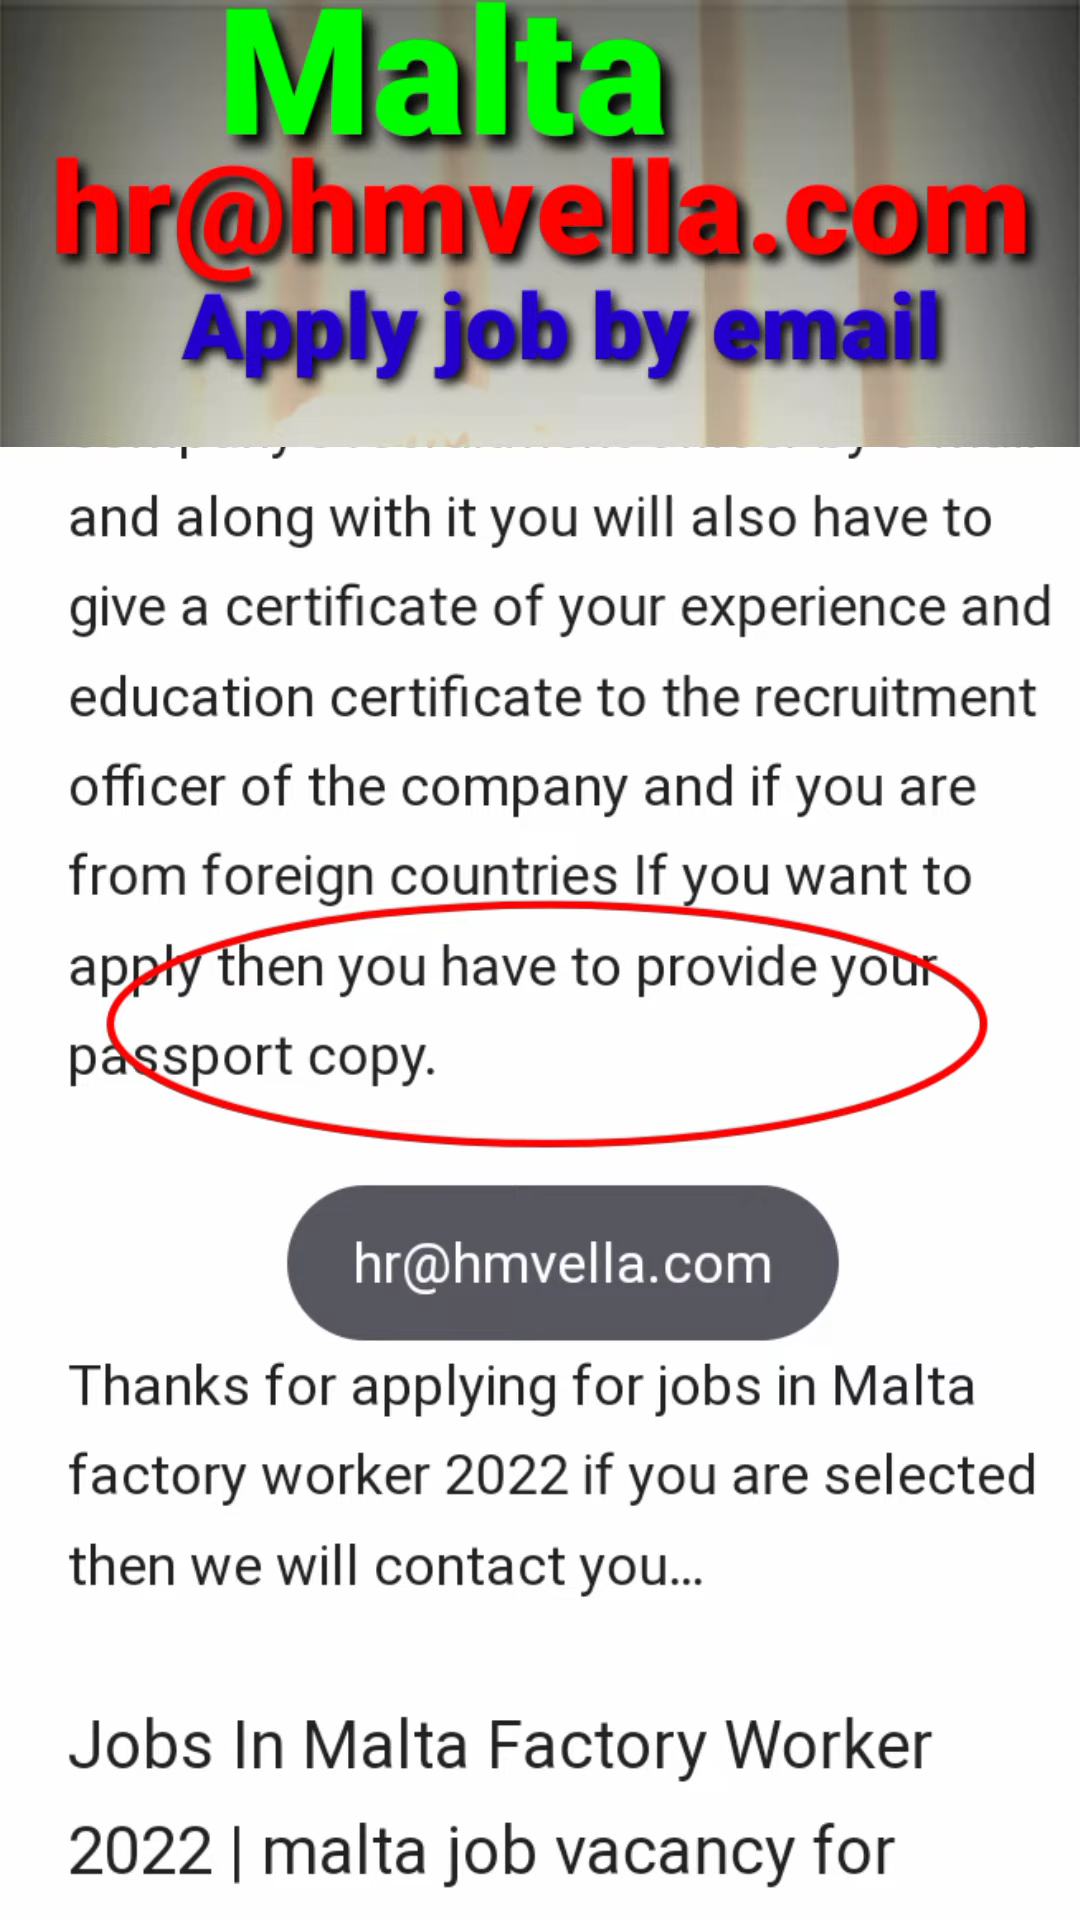 Malta
hr@hmvella.com
Apply job by email
and along with it you will also have to
give a certificate of your experience and
education certificate to the recruitment
officer of the company and if you are
from foreign countries If you want to
apply then you have to provide your
passport copy.
hr@hmvella.com
Thanks for applying for jobs in Malta
factory worker 2022 if you are selected
then we will contact you...
Jobs In Malta Factory Worker
2022 | malta job vacancy for